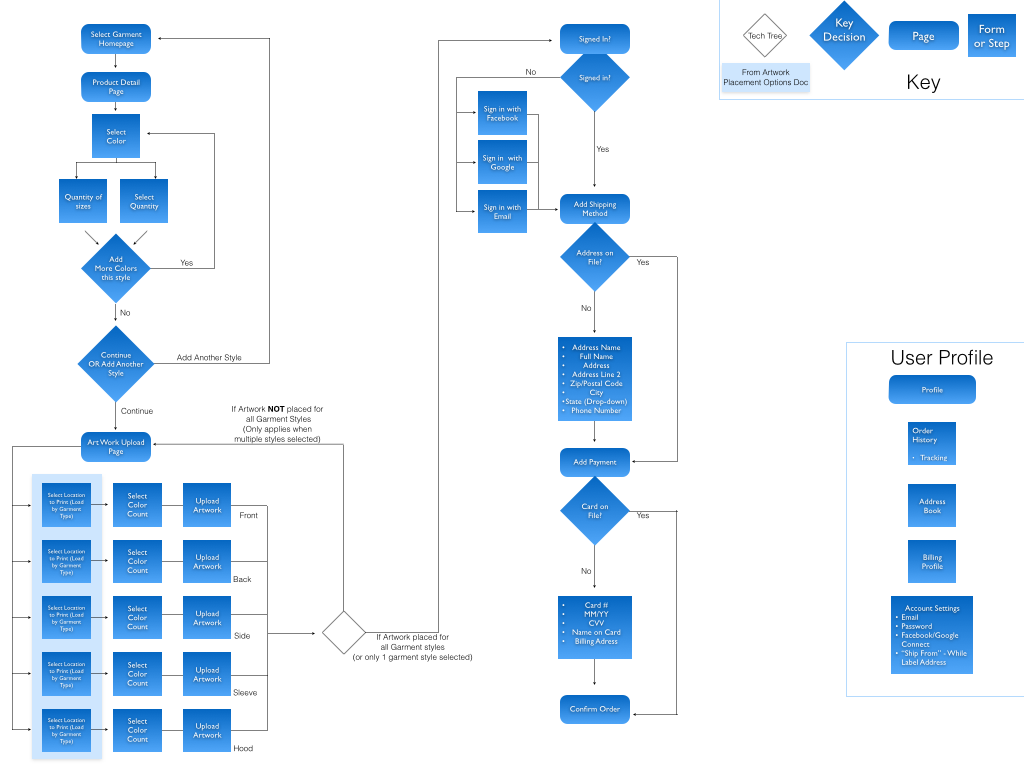 Select Garment
Homepage
Product Detail
Page
Select
Color
Quantity of
sizes
Select
Quantity
Add
More Colors
this style
Yes
No
Continue
OR Add Another
Style
Add Another Style
Continue
If Artwork NOT placed for
all Garment Styles
(Only applies when
multiple styles selected)
Art Work Upload
Page
Select Location
to Print (Load
by Garment
Type)
Select
Color
Count
Upload
Artwork
Front
Select Location
to Print (Load
by Garment
Type)
Select
Color
Count
Upload
Artwork
Back
Select Location
to Print (Load
by Garment
Type)
Select
Color
Count
Upload
Artwork
Side
Select Location
to Print (Load
by Garment
Type)
Select
Color
Count
Upload
Artwork
Sleeve
Select Location
to Print (Load
by Garment
Type)
Select
Color
Count
Upload
Artwork
Hood
If Artwork placed for
all Garment styles
(or only 1 garment style selected)
Signed In?
Signed in?
No
Sign in with
Facebook
Sign in with
Google
Sign in with
Email
Yes
Add Shipping
Method
Address on
File?
Yes
No
• Address Name
• Full Name
• Address
• Address Line 2
• Zip/Postal Code
• City
•State (Drop-down)
• Phone Number
Add Payment
Card on
File?
Yes
No
• Card #
• MM/YY
• CVV
• Name on Card
• Billing Adress
Confirm Order
Tech Tree
Key
Decision
Page
Form
or Step
From Artwork
Placement Options Doc
Key
User Profile
Profile
Order
History
• Tracking
Address
Book
Billing
Profile
Account Settings
• Email
• Password
• Facebook/Google
Connect
• "Ship From" - While
Label Address